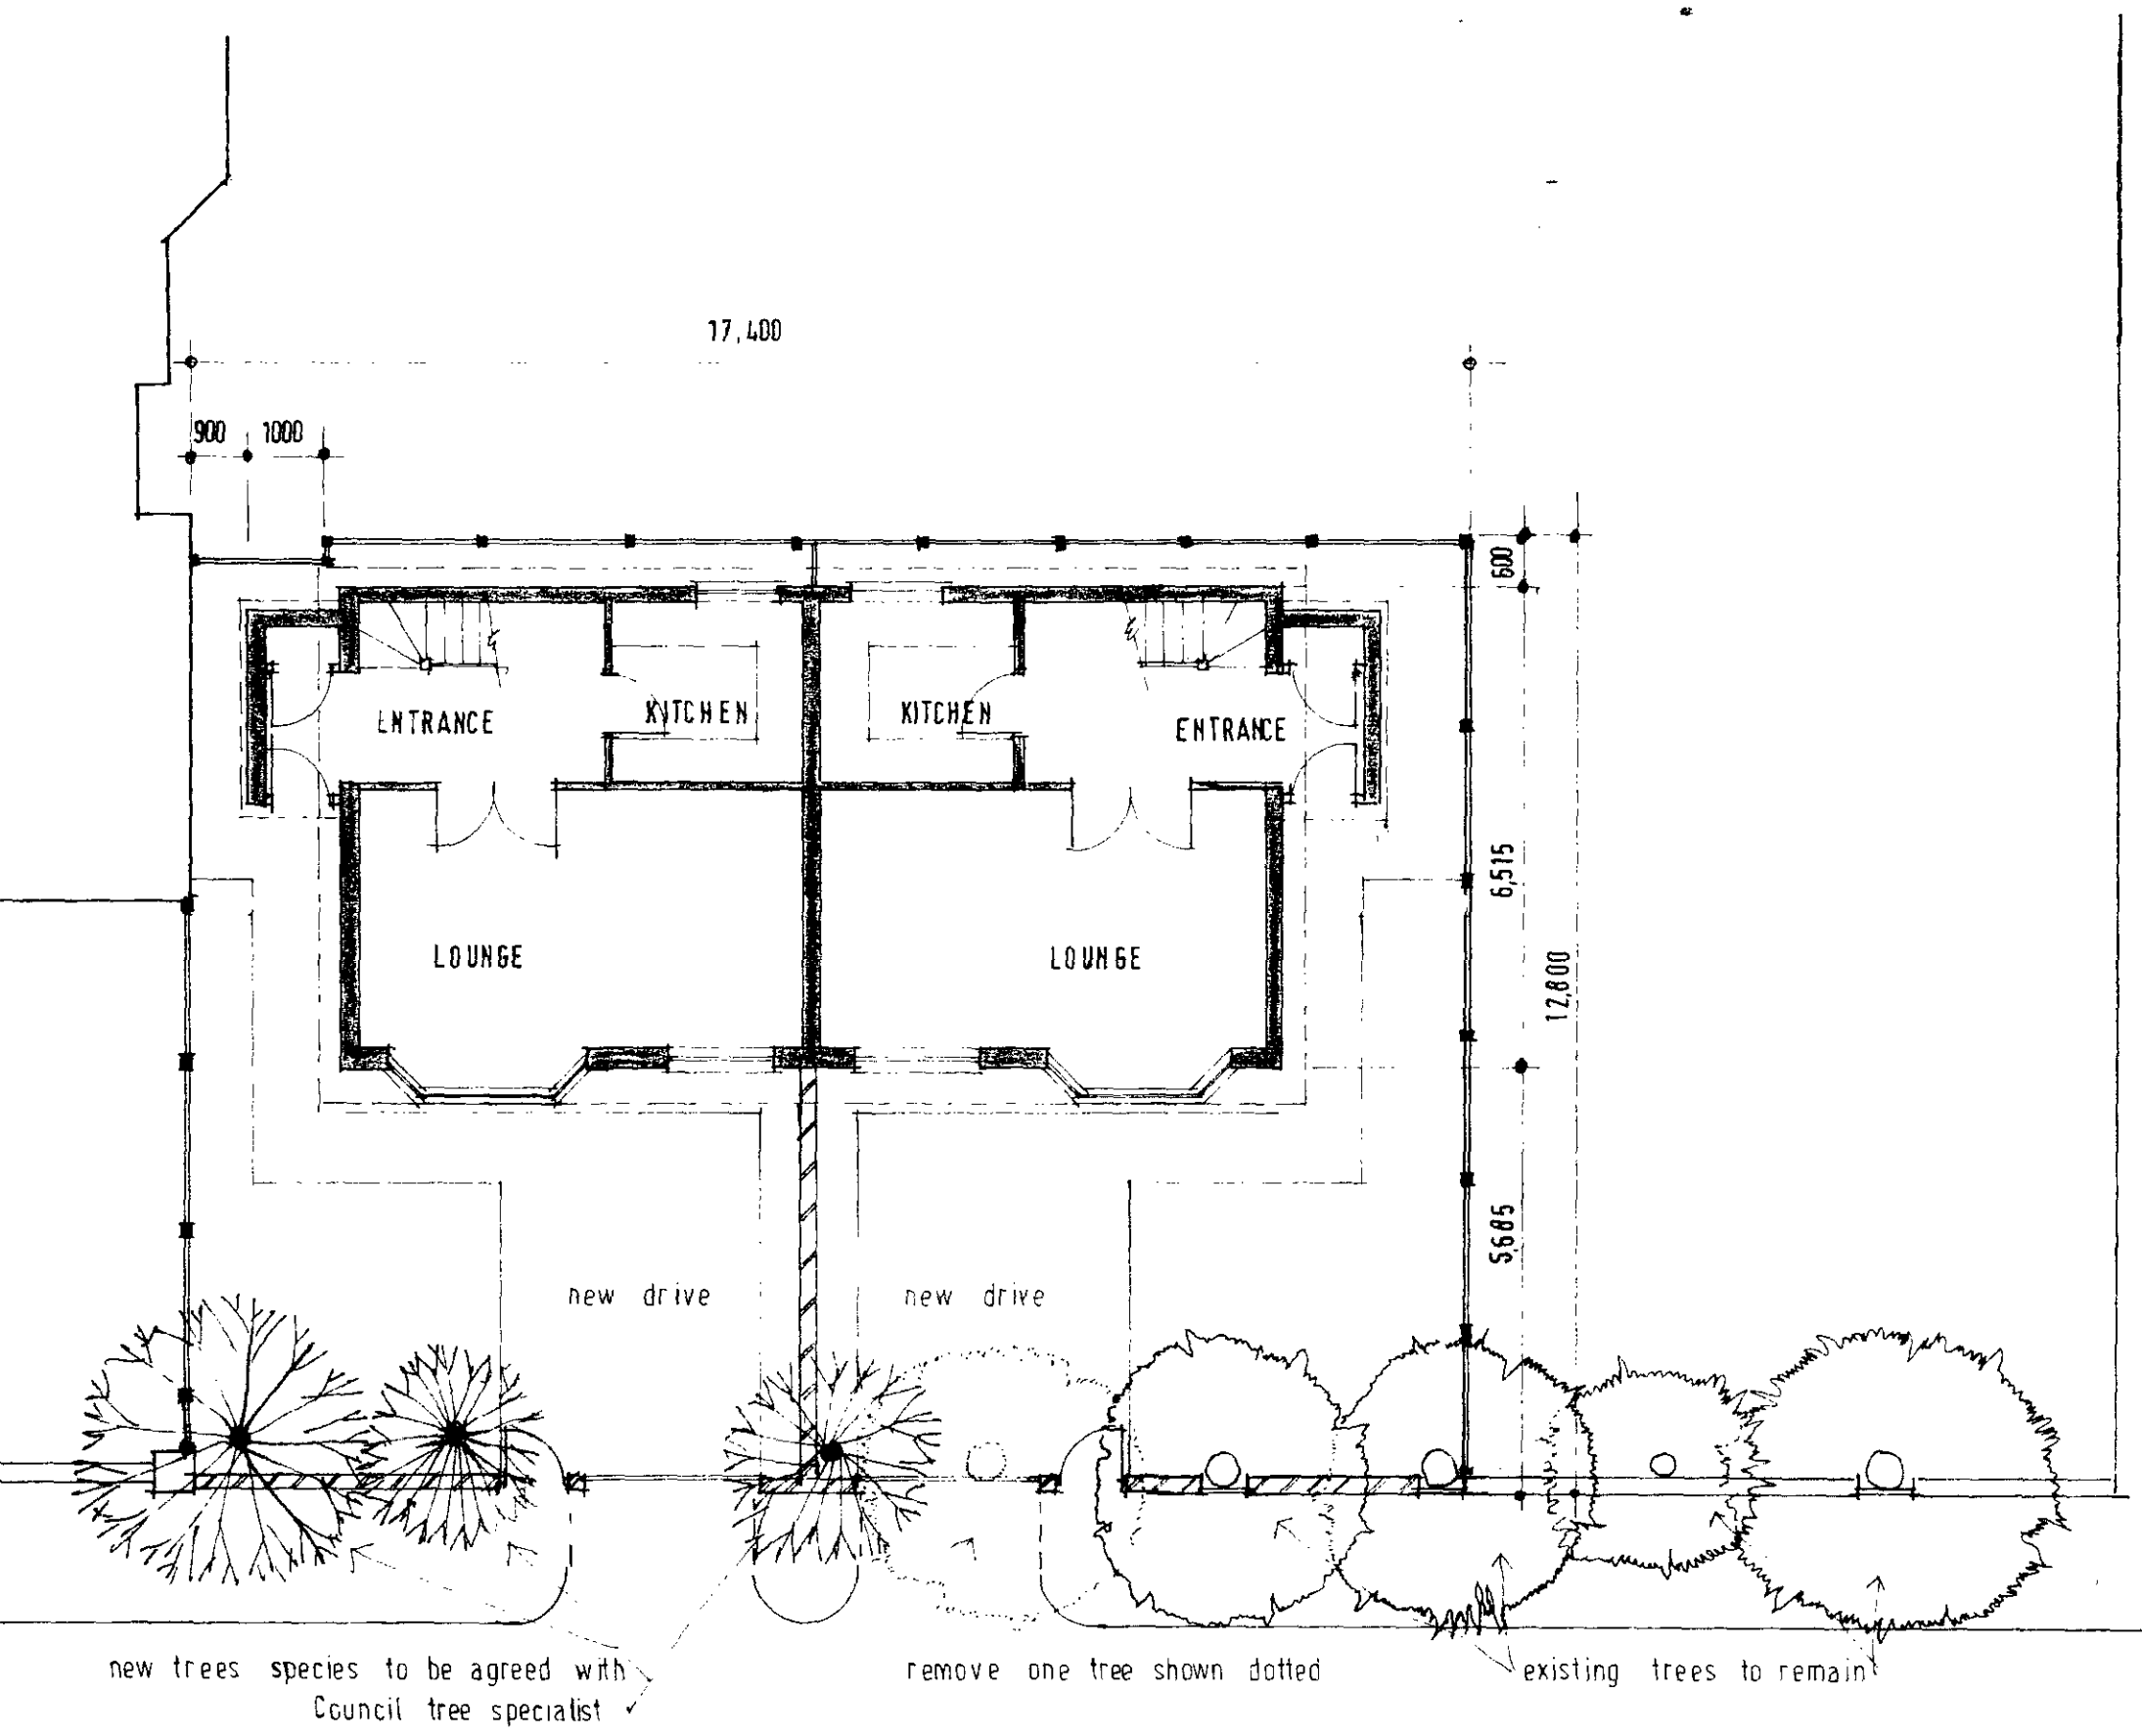 17,400
900 1000
600
ENTRANCE KITCHEN KITCHEN ENTRANCE
6,515
LOUNGE LOUNGE
12,800
5,685
new drive new drive
new trees species to be agreed with
Council tree specialist
remove one tree shown dotted
existing trees to remain